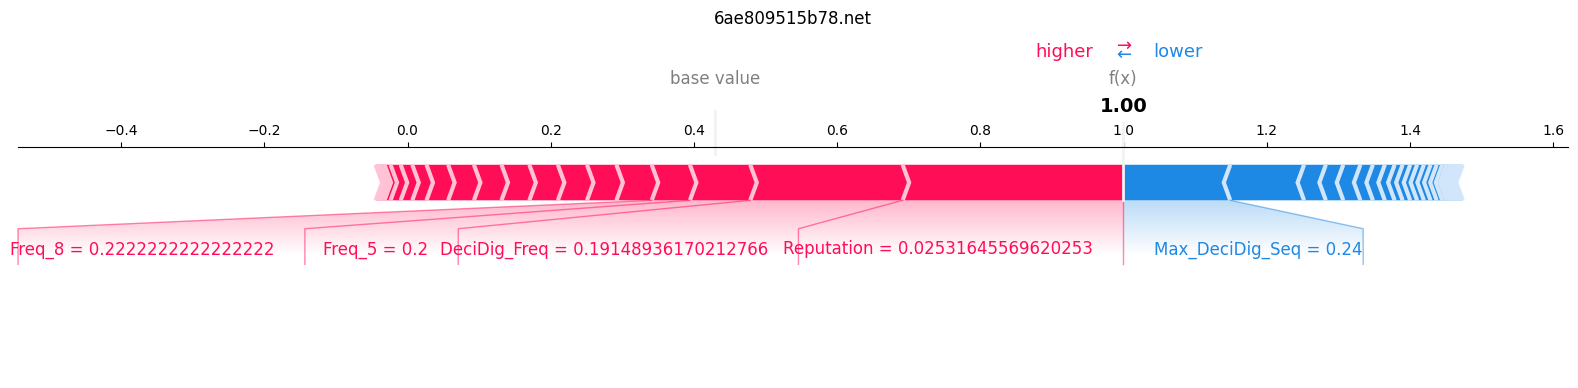 6ae809515b78.net
higher ⇄ lower
base value f(x)
1.00
−0.4 −0.2 0.0 0.2 0.4 0.6 0.8 1.0 1.2 1.4 1.6
Freq_8 = 0.2222222222222222 Freq_5 = 0.2 DeciDig_Freq = 0.19148936170212766 Reputation = 0.02531645569620253 Max_DeciDig_Seq = 0.24